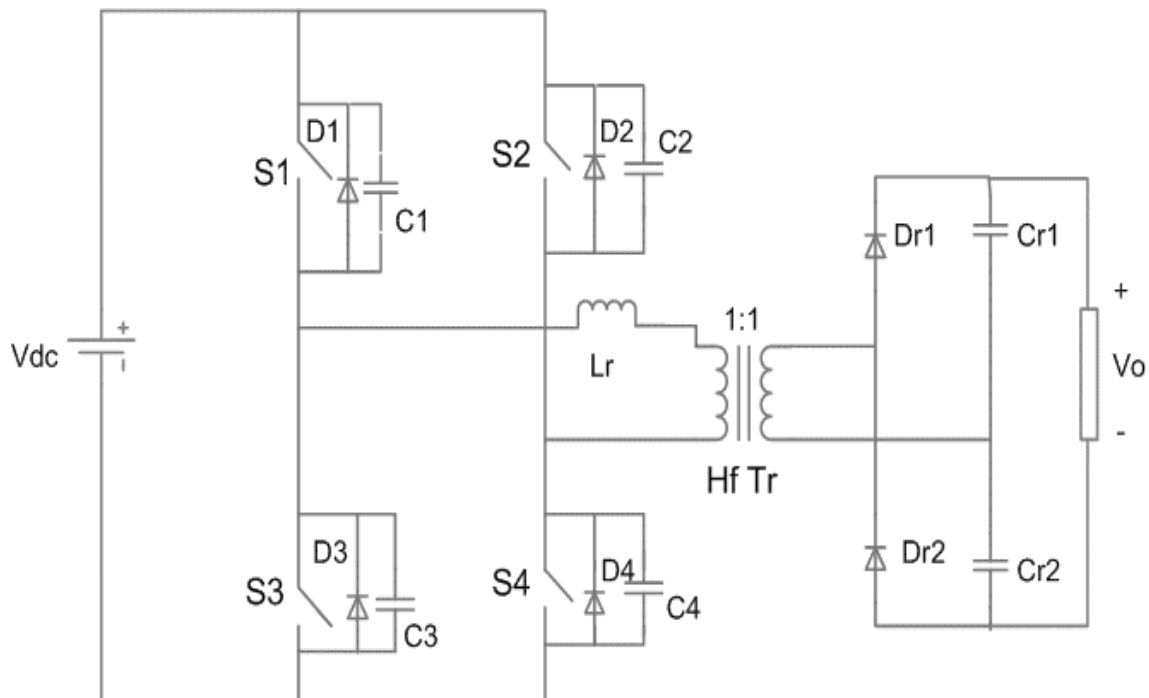 D1
S1
C1
D2
S2
C2
Vdc
+
-
Lr
1:1
Hf Tr
Dr1
Cr1
+
Vo
-
Dr2
Cr2
D3
S3
C3
D4
S4
C4